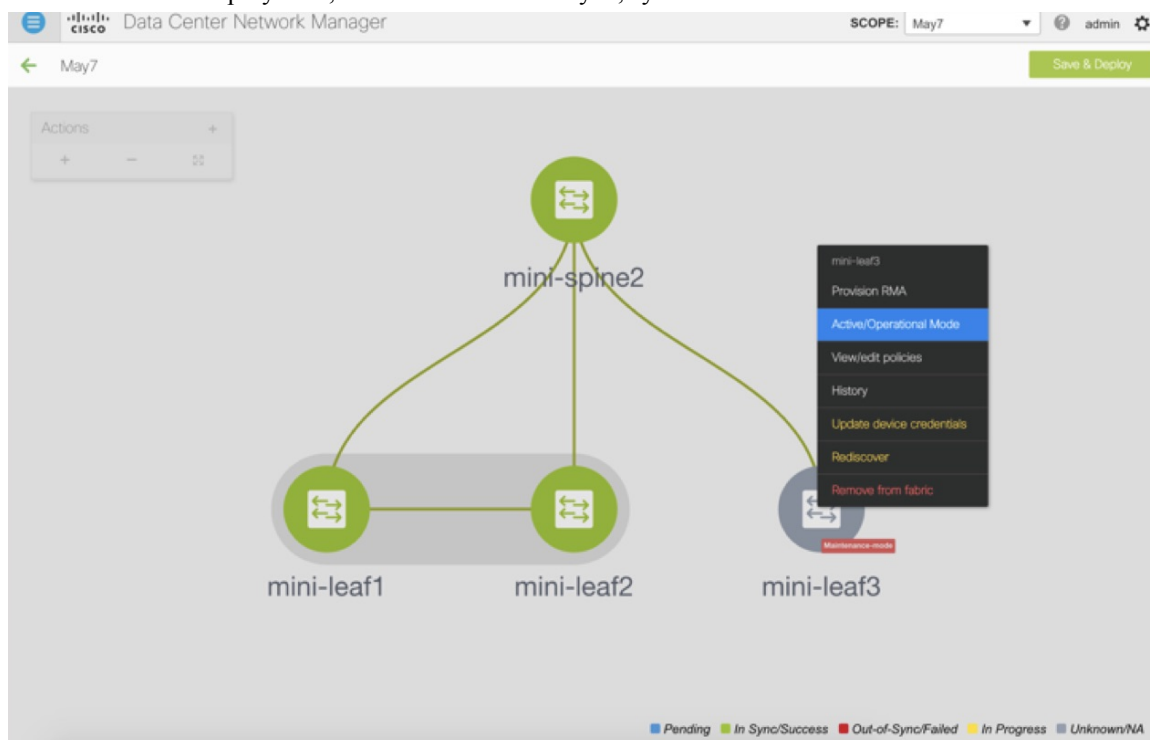 cisco Data Center Network Manager
SCOPE: May7 admin
May7
Save & Deploy
Actions
mini-spine2
mini-leaf3
Provision RMA
Active/Operational Mode
View/edit policies
History
Update device credentials
Rediscover
Remove from fabric
Maintenance-mode
mini-leaf1
mini-leaf2
mini-leaf3
Pending In Sync/Success Out-of-Sync/Failed In Progress Unknown/NA